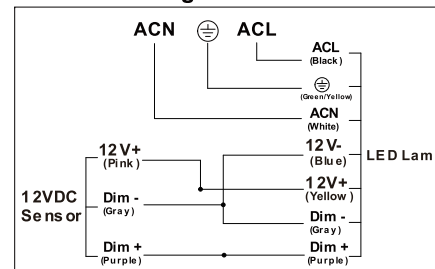 ACN ACL
ACL
(Black)
(Green/Yellow)
ACN
(White)
12V+
(Pink)
12V-
(Blue)
LED Lam
12VDC
Sensor
12V+
(Yellow)
Dim -
(Gray)
Dim -
(Gray)
Dim +
(Purple)
Dim +
(Purple)